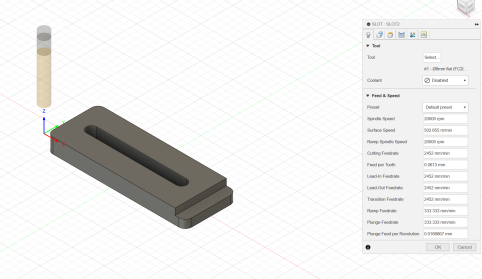 SLOT : SLOT2
Tool
Tool
Select...
#1 - Ø8mm flat (FC2)...
Coolant
Disabled
Feed & Speed
Preset
Default preset
Spindle Speed
20000 rpm
Surface Speed
502.655 m/min
Ramp Spindle Speed
20000 rpm
Cutting Feedrate
2452 mm/min
Feed per Tooth
0.0613 mm
Lead-In Feedrate
2452 mm/min
Lead-Out Feedrate
2452 mm/min
Transition Feedrate
2452 mm/min
Ramp Feedrate
333.333 mm/min
Plunge Feedrate
333.333 mm/min
Plunge Feed per Revolution
0.0166667 mm
OK
Cancel
Z